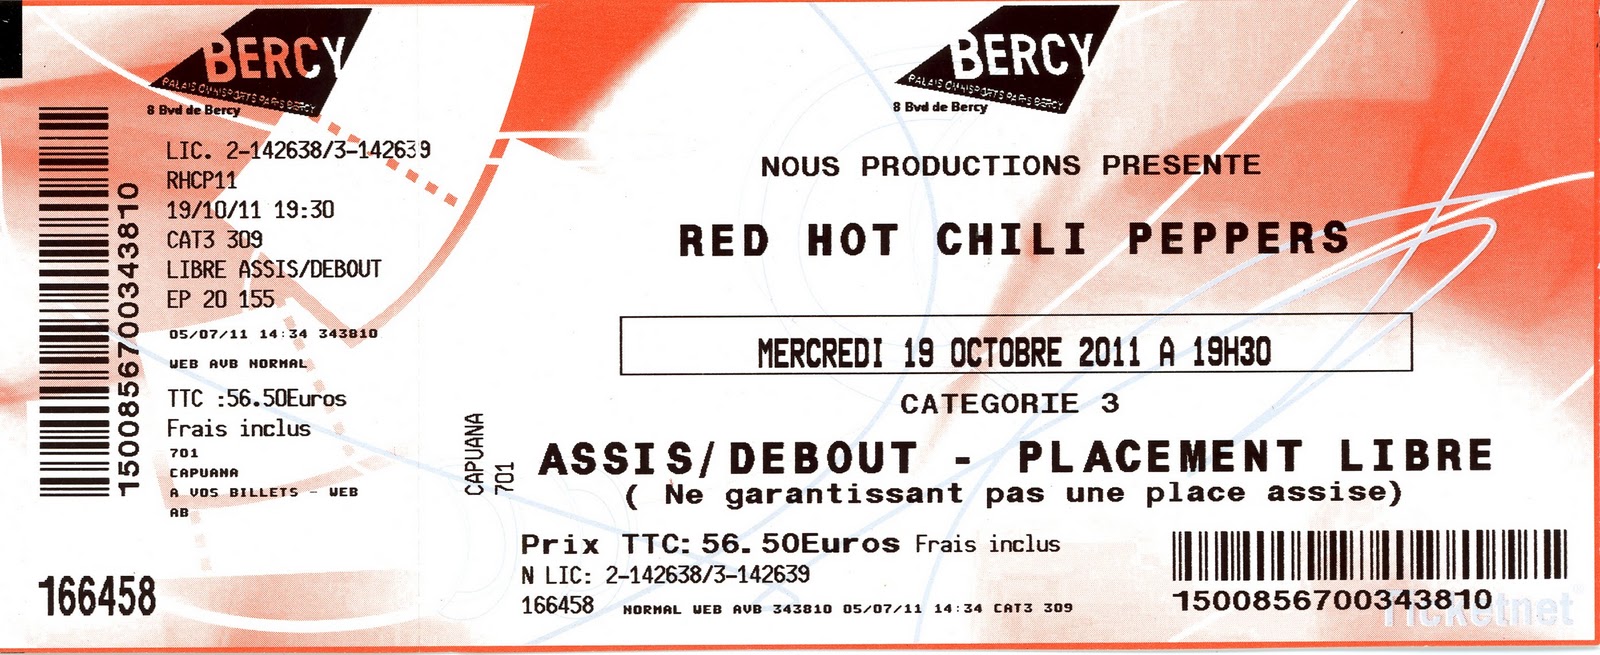 BERCY
PALAIS OMNISPORTS PARIS BERCY
8 Bvd de Bercy
LIC. 2-142638/3-142639
RHCP11
19/10/11 19:30
CAT3 309
LIBRE ASSIS/DEBOUT
EP 20 155
05/07/11 14:34 343810
WEB AVB NORMAL
TTC :56.50Euros
Frais inclus
701
CAPUANA
A VOS BILLETS - WEB
AB
1500856700343810
166458
CAPUANA
701
BERCY
PALAIS OMNISPORTS PARIS BERCY
8 Bvd de Bercy
NOUS PRODUCTIONS PRESENTE
RED HOT CHILI PEPPERS
MERCREDI 19 OCTOBRE 2011 A 19H30
CATEGORIE 3
ASSIS/DEBOUT - PLACEMENT LIBRE
( Ne garantissant pas une place assise)
Prix TTC: 56.50Euros Frais inclus
N LIC: 2-142638/3-142639
166458 NORMAL WEB AVB 343810 05/07/11 14:34 CAT3 309
1500856700343810
Ticketnet